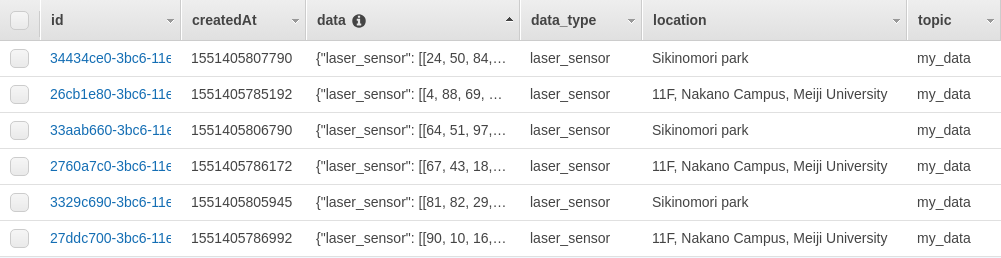 id createdAt data data_type location topic
34434ce0-3bc6-11e 1551405807790 {"laser_sensor": [[24, 50, 84,... laser_sensor Sikinomori park my_data
26cb1e80-3bc6-11e 1551405785192 {"laser_sensor": [[4, 88, 69, ... laser_sensor 11F, Nakano Campus, Meiji University my_data
33aab660-3bc6-11e 1551405806790 {"laser_sensor": [[64, 51, 97,... laser_sensor Sikinomori park my_data
2760a7c0-3bc6-11e 1551405786172 {"laser_sensor": [[67, 43, 18,... laser_sensor 11F, Nakano Campus, Meiji University my_data
3329c690-3bc6-11e 1551405805945 {"laser_sensor": [[81, 82, 29,... laser_sensor Sikinomori park my_data
27ddc700-3bc6-11e 1551405786992 {"laser_sensor": [[90, 10, 16,... laser_sensor 11F, Nakano Campus, Meiji University my_data